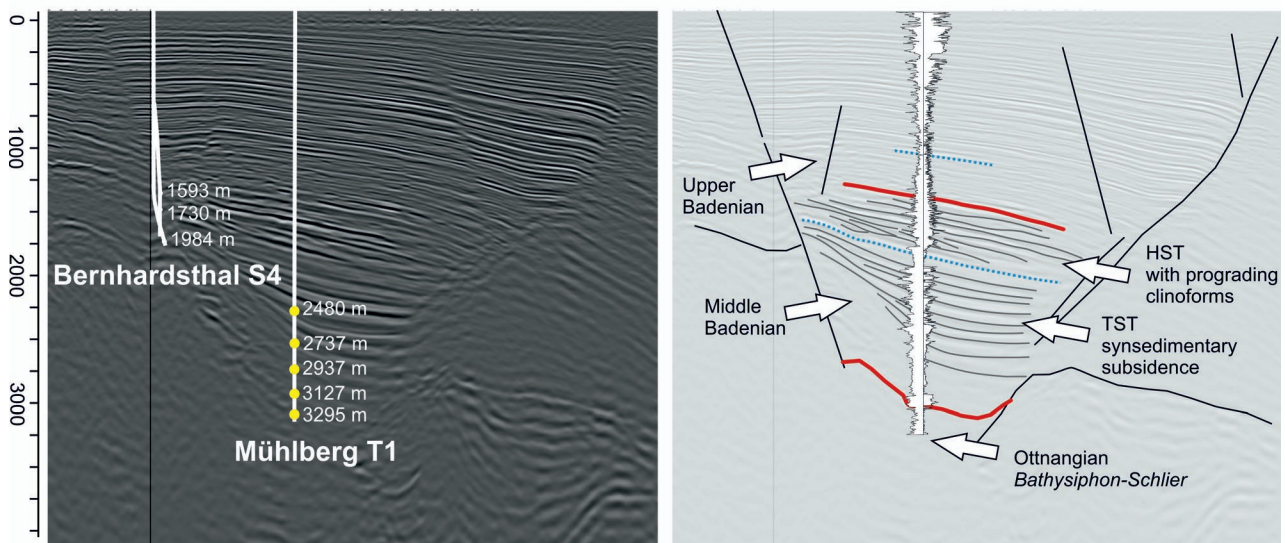 0
1000
2000
30000
1593 m
1730 m
1984 m
Bernhardsthal S4
2480 m
2737 m
2937 m
3127 m
3295 m
Mühlberg T1
Upper
Badenian
Middle
Badenian
HST
with prograding
clinoforms
TST
synsedimentary
subsidence
Ottnangian
Bathysiphon-Schlier